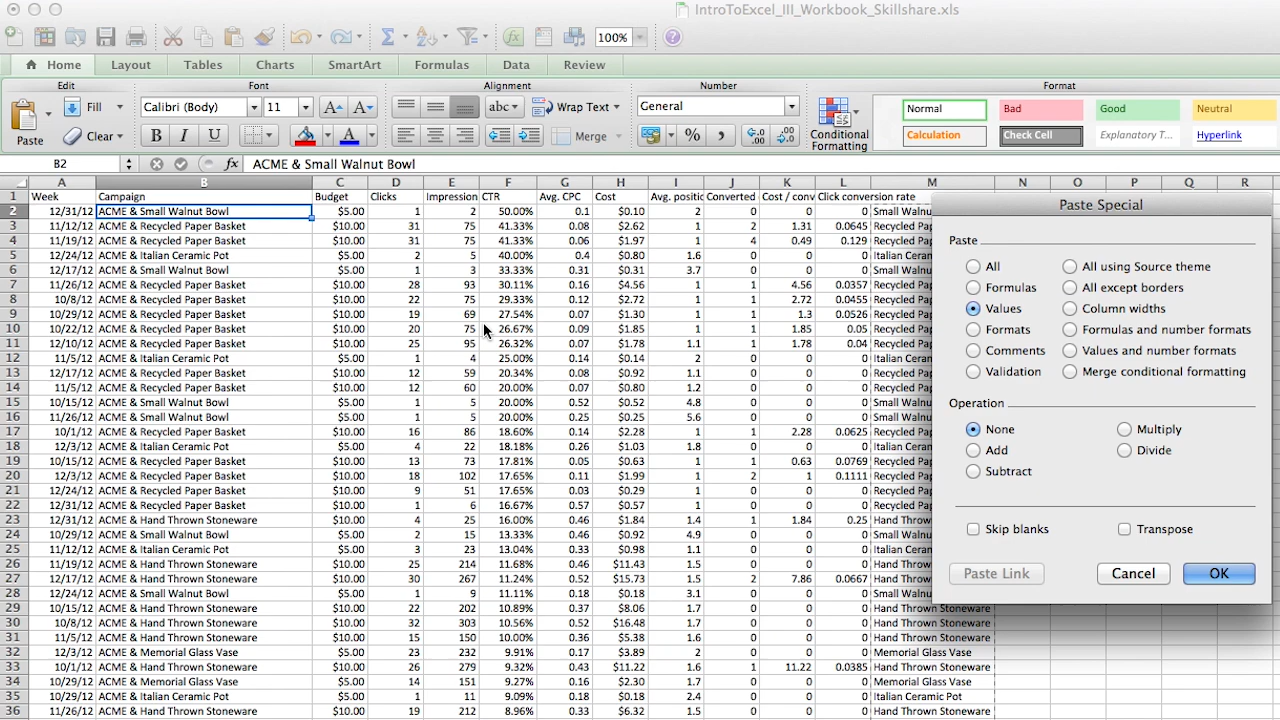 IntroToExcel_III_Workbook_Skillshare.xls
100%
Home Layout Tables Charts SmartArt Formulas Data Review
Edit Font Alignment Number Format
Fill Calibri (Body) 11 abc Wrap Text General Normal Bad Good Neutral
Paste Clear B I U A Merge % Conditional Formatting Calculation Check Cell Explanatory T... Hyperlink
B2 fx ACME & Small Walnut Bowl
A B C D E F G H I J K L M N O P Q R
1 Week Campaign Budget Clicks Impression CTR Avg. CPC Cost Avg. positic Converted Cost / conv Click conversion rate
2 12/31/12 ACME & Small Walnut Bowl $5.00 1 2 50.00% 0.1 $0.10 2 0 0 0 Small Walnu
3 11/12/12 ACME & Recycled Paper Basket $10.00 31 75 41.33% 0.08 $2.62 1 2 1.31 0.0645 Recycled Pap
4 11/19/12 ACME & Recycled Paper Basket $10.00 31 75 41.33% 0.06 $1.97 1 4 0.49 0.129 Recycled Pap
5 12/24/12 ACME & Italian Ceramic Pot $5.00 2 5 40.00% 0.4 $0.80 1.6 0 0 0 Italian Ceram
6 12/17/12 ACME & Small Walnut Bowl $5.00 1 3 33.33% 0.31 $0.31 3.7 0 0 0 Small Walnu
7 11/26/12 ACME & Recycled Paper Basket $10.00 28 93 30.11% 0.16 $4.56 1 1 4.56 0.0357 Recycled Pap
8 10/8/12 ACME & Recycled Paper Basket $10.00 22 75 29.33% 0.12 $2.72 1 1 2.72 0.0455 Recycled Pap
9 10/29/12 ACME & Recycled Paper Basket $10.00 19 69 27.54% 0.07 $1.30 1 1 1.3 0.0526 Recycled Pap
10 10/22/12 ACME & Recycled Paper Basket $10.00 20 75 26.67% 0.09 $1.85 1 1 1.85 0.05 Recycled Pap
11 12/10/12 ACME & Recycled Paper Basket $10.00 25 95 26.32% 0.07 $1.78 1.1 1 1.78 0.04 Recycled Pap
12 11/5/12 ACME & Italian Ceramic Pot $5.00 1 4 25.00% 0.14 $0.14 2 0 0 0 Italian Ceram
13 12/17/12 ACME & Recycled Paper Basket $10.00 12 59 20.34% 0.08 $0.92 1.1 0 0 0 Recycled Pap
14 11/5/12 ACME & Recycled Paper Basket $10.00 12 60 20.00% 0.07 $0.80 1.2 0 0 0 Recycled Pap
15 10/15/12 ACME & Small Walnut Bowl $5.00 1 5 20.00% 0.52 $0.52 4.8 0 0 0 Small Walnu
16 11/26/12 ACME & Small Walnut Bowl $5.00 1 5 20.00% 0.25 $0.25 5.6 0 0 0 Small Walnu
17 10/1/12 ACME & Recycled Paper Basket $10.00 16 86 18.60% 0.14 $2.28 1 1 2.28 0.0625 Recycled Pap
18 12/3/12 ACME & Italian Ceramic Pot $5.00 4 22 18.18% 0.26 $1.03 1.8 0 0 0 Italian Ceram
19 10/15/12 ACME & Recycled Paper Basket $10.00 13 73 17.81% 0.05 $0.63 1 1 0.63 0.0769 Recycled Pap
20 12/3/12 ACME & Recycled Paper Basket $10.00 18 102 17.65% 0.11 $1.99 1 2 1 0.1111 Recycled Pap
21 12/24/12 ACME & Recycled Paper Basket $10.00 9 51 17.65% 0.03 $0.29 1 0 0 0 Recycled Pap
22 12/31/12 ACME & Recycled Paper Basket $10.00 1 6 16.67% 0.57 $0.57 1 0 0 0 Recycled Pap
23 12/31/12 ACME & Hand Thrown Stoneware $10.00 4 25 16.00% 0.46 $1.84 1.4 1 1.84 0.25 Hand Throw
24 10/29/12 ACME & Small Walnut Bowl $5.00 2 15 13.33% 0.46 $0.92 4.9 0 0 0 Small Walnu
25 11/12/12 ACME & Italian Ceramic Pot $5.00 3 23 13.04% 0.33 $0.98 1.1 0 0 0 Italian Ceram
26 11/19/12 ACME & Hand Thrown Stoneware $10.00 25 214 11.68% 0.46 $11.43 1.5 0 0 0 Hand Throw
27 12/17/12 ACME & Hand Thrown Stoneware $10.00 30 267 11.24% 0.52 $15.73 1.5 2 7.86 0.0667 Hand Throw
28 12/24/12 ACME & Small Walnut Bowl $5.00 1 9 11.11% 0.18 $0.18 3.1 0 0 0 Small Walnu
29 10/15/12 ACME & Hand Thrown Stoneware $10.00 22 202 10.89% 0.37 $8.06 1.7 0 0 0 Hand Thrown Stoneware
30 10/8/12 ACME & Hand Thrown Stoneware $10.00 32 303 10.56% 0.52 $16.48 1.7 0 0 0 Hand Thrown Stoneware
31 11/5/12 ACME & Hand Thrown Stoneware $10.00 15 150 10.00% 0.36 $5.38 1.6 0 0 0 Hand Thrown Stoneware
32 12/3/12 ACME & Memorial Glass Vase $5.00 23 232 9.91% 0.17 $3.89 2 0 0 0 Memorial Glass Vase
33 10/1/12 ACME & Hand Thrown Stoneware $10.00 26 279 9.32% 0.43 $11.22 1.6 1 11.22 0.0385 Hand Thrown Stoneware
34 10/29/12 ACME & Memorial Glass Vase $5.00 14 151 9.27% 0.16 $2.30 1.7 0 0 0 Memorial Glass Vase
35 10/29/12 ACME & Italian Ceramic Pot $5.00 1 11 9.09% 0.18 $0.18 2.4 0 0 0 Italian Ceramic Pot
36 11/26/12 ACME & Hand Thrown Stoneware $10.00 19 212 8.96% 0.33 $6.32 1.5 0 0 0 Hand Thrown Stoneware
Paste Special
Paste
All All using Source theme
Formulas All except borders
Values Column widths
Formats Formulas and number formats
Comments Values and number formats
Validation Merge conditional formatting
Operation
None Multiply
Add Divide
Subtract
Skip blanks Transpose
Paste Link Cancel OK